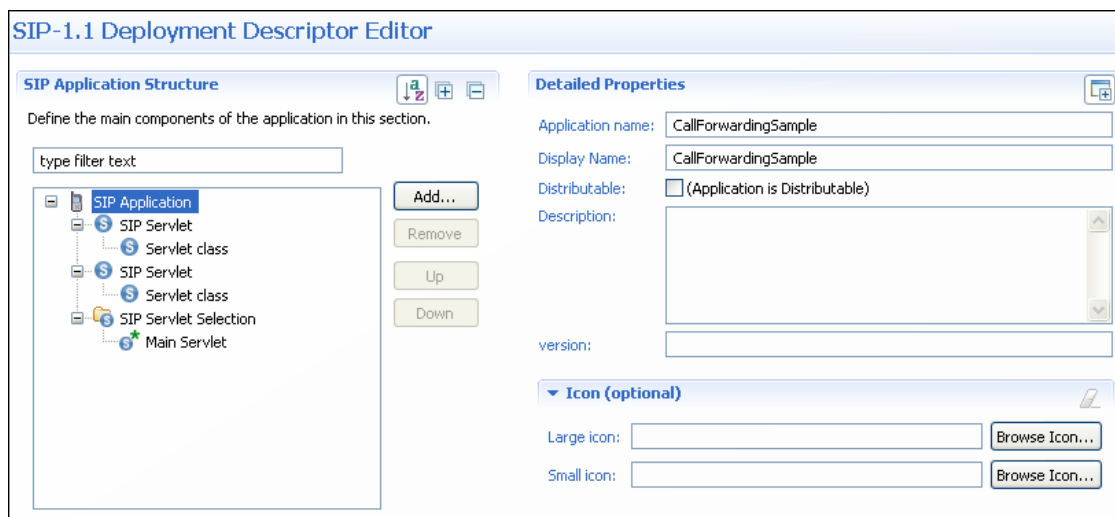 SIP-1.1 Deployment Descriptor Editor
SIP Application Structure
Define the main components of the application in this section.
type filter text
SIP Application
SIP Servlet
Servlet class
SIP Servlet
Servlet class
SIP Servlet Selection
Main Servlet
Add...
Remove
Up
Down
Detailed Properties
Application name: CallForwardingSample
Display Name: CallForwardingSample
Distributable: (Application is Distributable)
Description:
version:
Icon (optional)
Large icon: Browse Icon...
Small icon: Browse Icon...